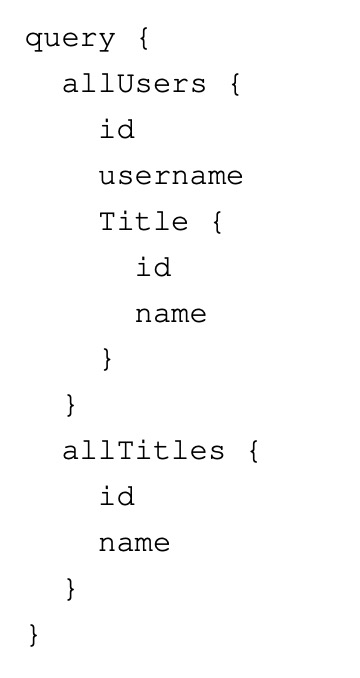 query {
  allUsers {
    id
    username
    Title {
      id
      name
    }
  }
  allTitles {
    id
    name
  }
}